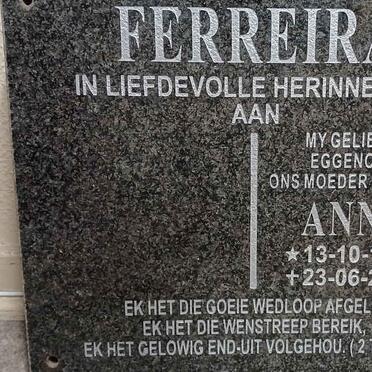 FERREIRA
IN LIEFDEVOLLE HERINNE
AAN
MY GELIE
EGGENO
ONS MOEDER
ANN
★13-10-
+23-06-2
EK HET DIE GOEIE WEDLOOP AFGEL
EK HET DIE WENSTREEP BEREIK,
EK HET GELOWIG END-UIT VOLGEHOU. ( 2 T